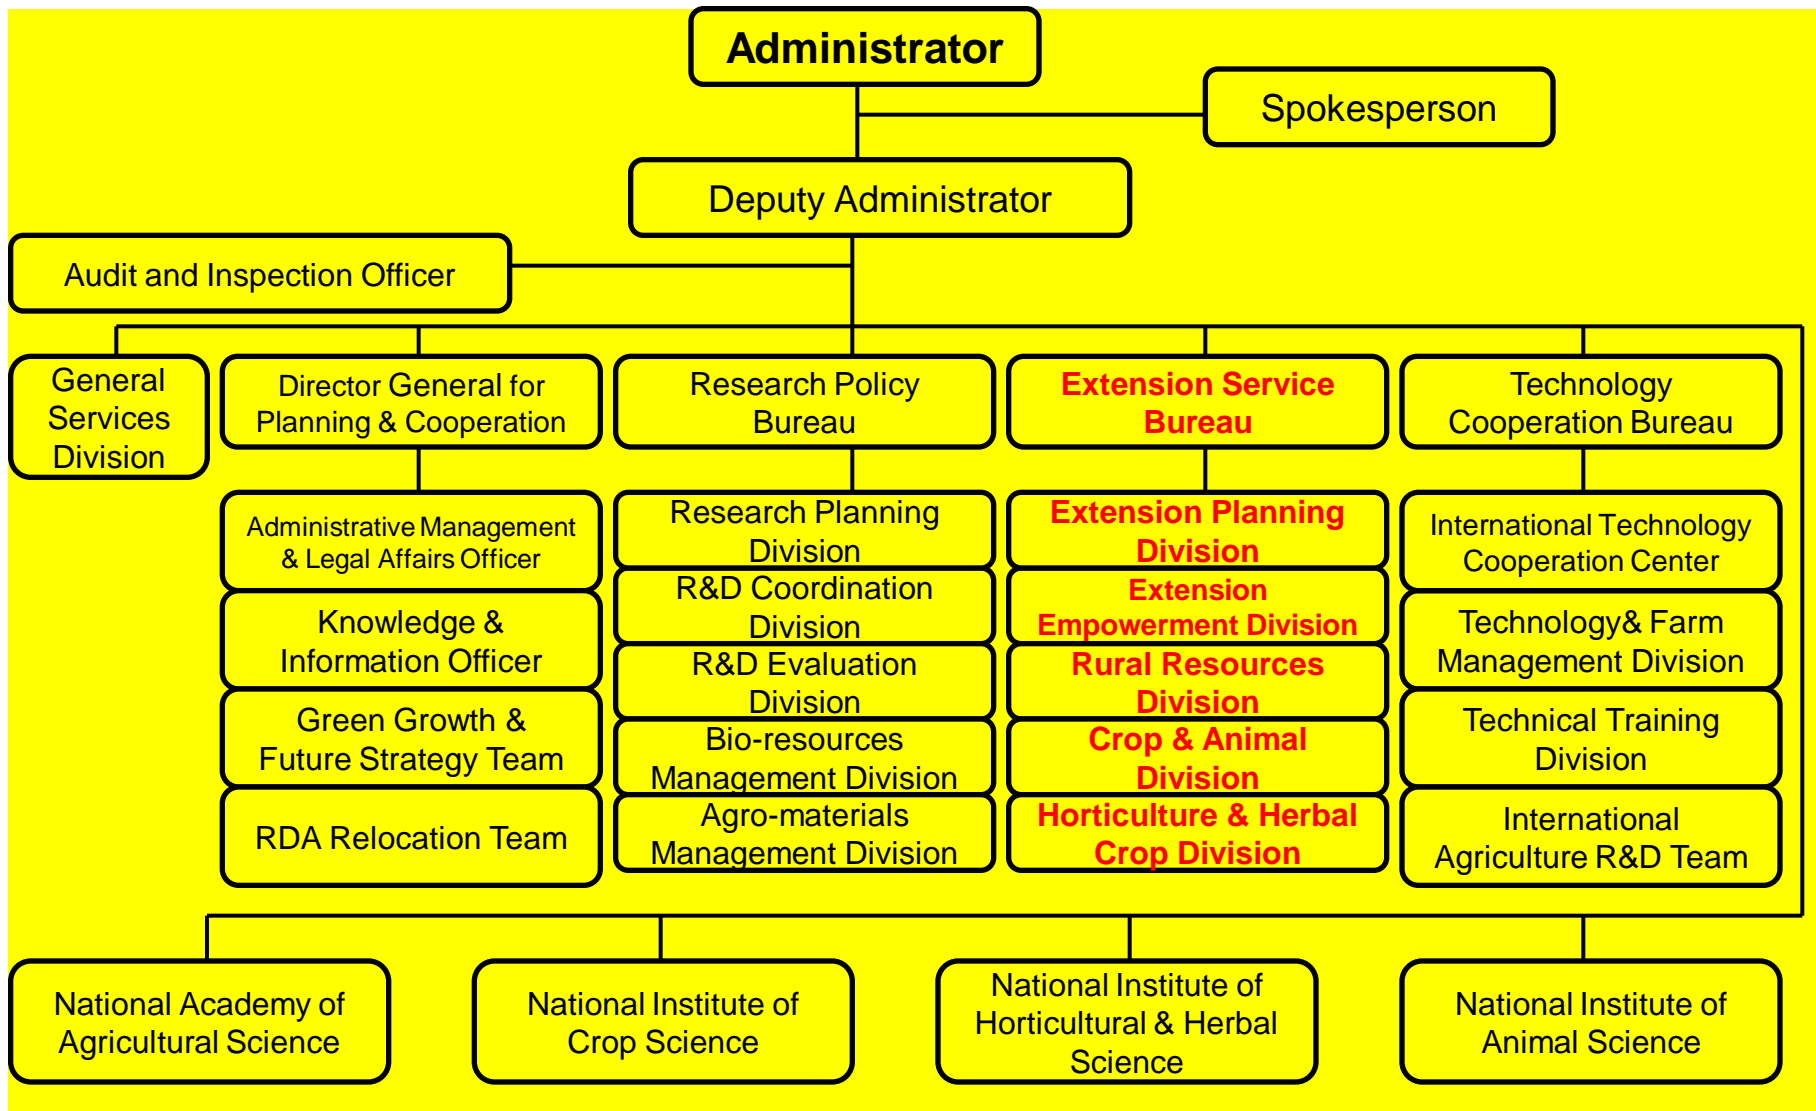 Administrator
Spokesperson
Deputy Administrator
Audit and Inspection Officer
General
Services
Division
Director General for
Planning & Cooperation
Research Policy
Bureau
Extension Service
Bureau
Technology
Cooperation Bureau
Administrative Management
& Legal Affairs Officer
Knowledge &
Information Officer
Green Growth &
Future Strategy Team
RDA Relocation Team
Research Planning
Division
R&D Coordination
Division
R&D Evaluation
Division
Bio-resources
Management Division
Agro-materials
Management Division
Extension Planning
Division
Extension
Empowerment Division
Rural Resources
Division
Crop & Animal
Division
Horticulture & Herbal
Crop Division
International Technology
Cooperation Center
Technology& Farm
Management Division
Technical Training
Division
International
Agriculture R&D Team
National Academy of
Agricultural Science
National Institute of
Crop Science
National Institute of
Horticultural & Herbal
Science
National Institute of
Animal Science